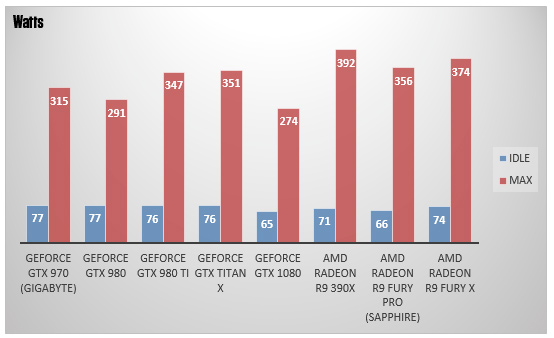 Watts
392
374
347
351
356
315
291
274
77
77
76
76
65
71
66
74
IDLE
MAX
GEFORCE
GTX 970
(GIGABYTE)
GEFORCE
GTX 980
GEFORCE
GTX 980 TI
GEFORCE
GTX TITAN
X
GEFORCE
GTX 1080
AMD
RADEON
R9 390X
AMD
RADEON
R9 FURY
PRO
(SAPPHIRE)
AMD
RADEON
R9 FURY X